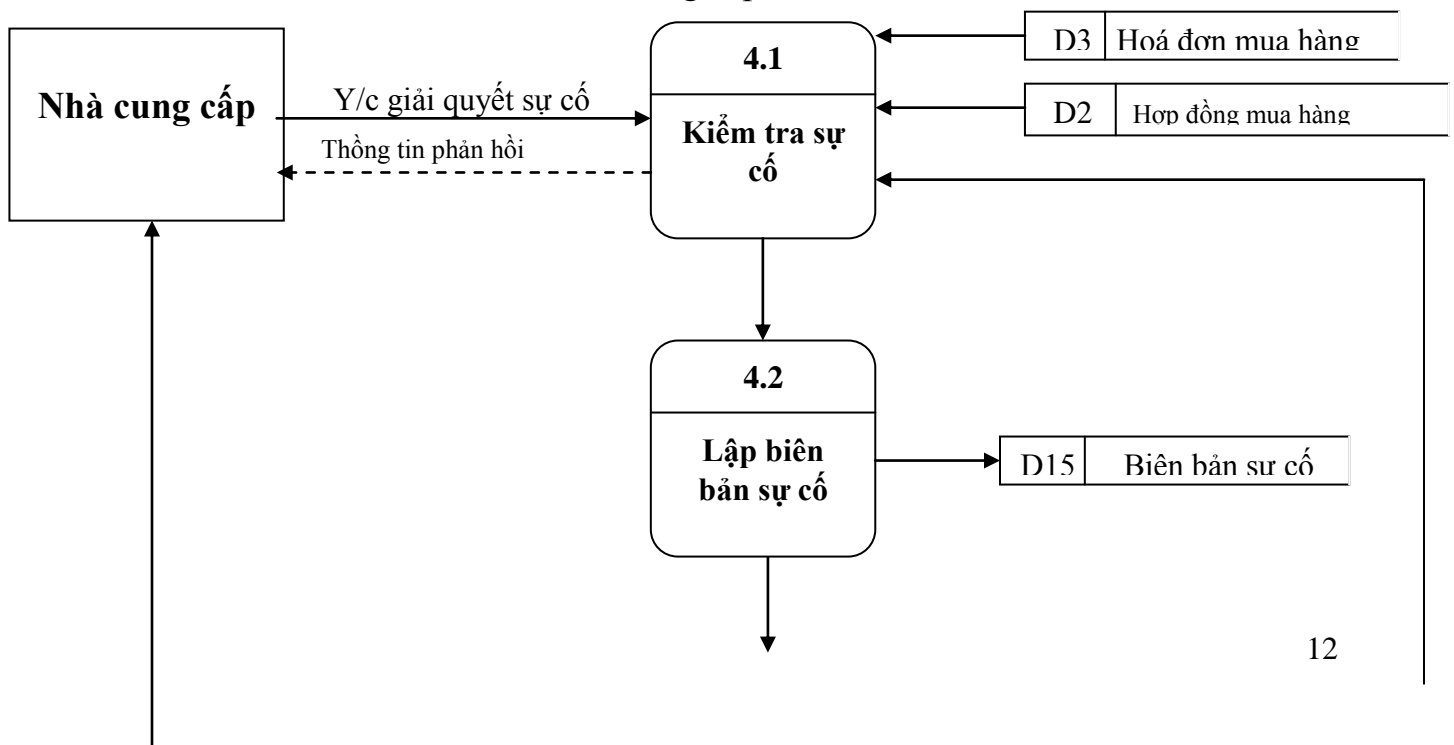 4.1
D3 Hoá đơn mua hàng
Nhà cung cấp
Y/c giải quyết sự cố
D2 Hợp đồng mua hàng
Thồng tin phản hồi
Kiểm tra sự
cố
4.2
Lập biên
bản sự cố
D15 Biên bản sự cố
12